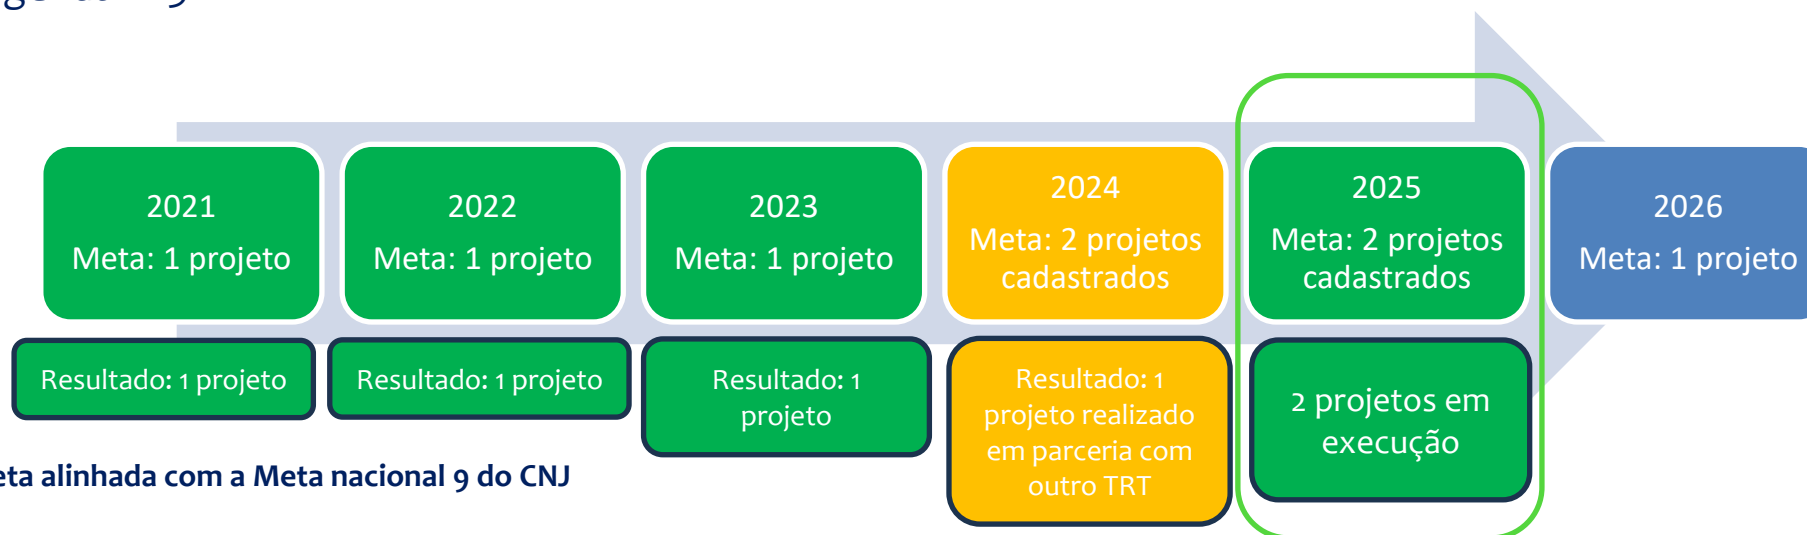 2021
Meta: 1 projeto
2022
Meta: 1 projeto
2023
Meta: 1 projeto
2024
Meta: 2 projetos
cadastrados
2025
Meta: 2 projetos
cadastrados
2026
Meta: 1 projeto
Resultado: 1 projeto
Resultado: 1 projeto
Resultado: 1
projeto
Resultado: 1
projeto realizado
em parceria com
outro TRT
2 projetos em
execução
eta alinhada com a Meta nacional 9 do CNJ